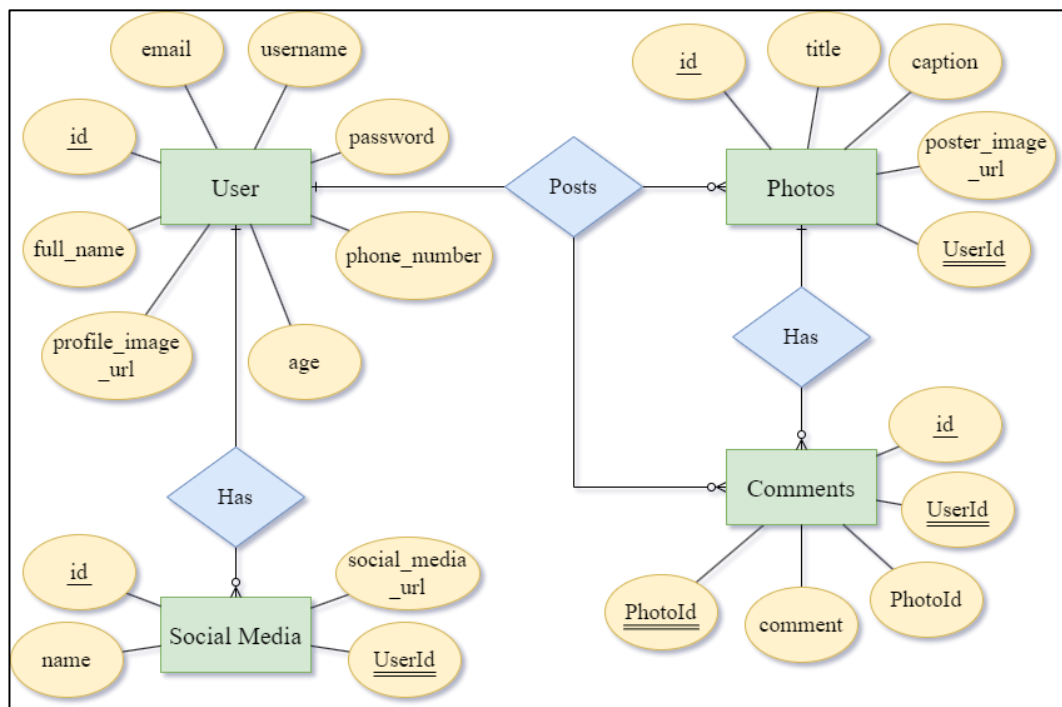 email
username
id
password
User
full_name
phone_number
profile_image
_url
age
Posts
id
title
caption
Photos
poster_image
_url
UserId
Has
Has
id
Comments
UserId
PhotoId
comment
PhotoId
id
social_media
_url
Social Media
name
UserId